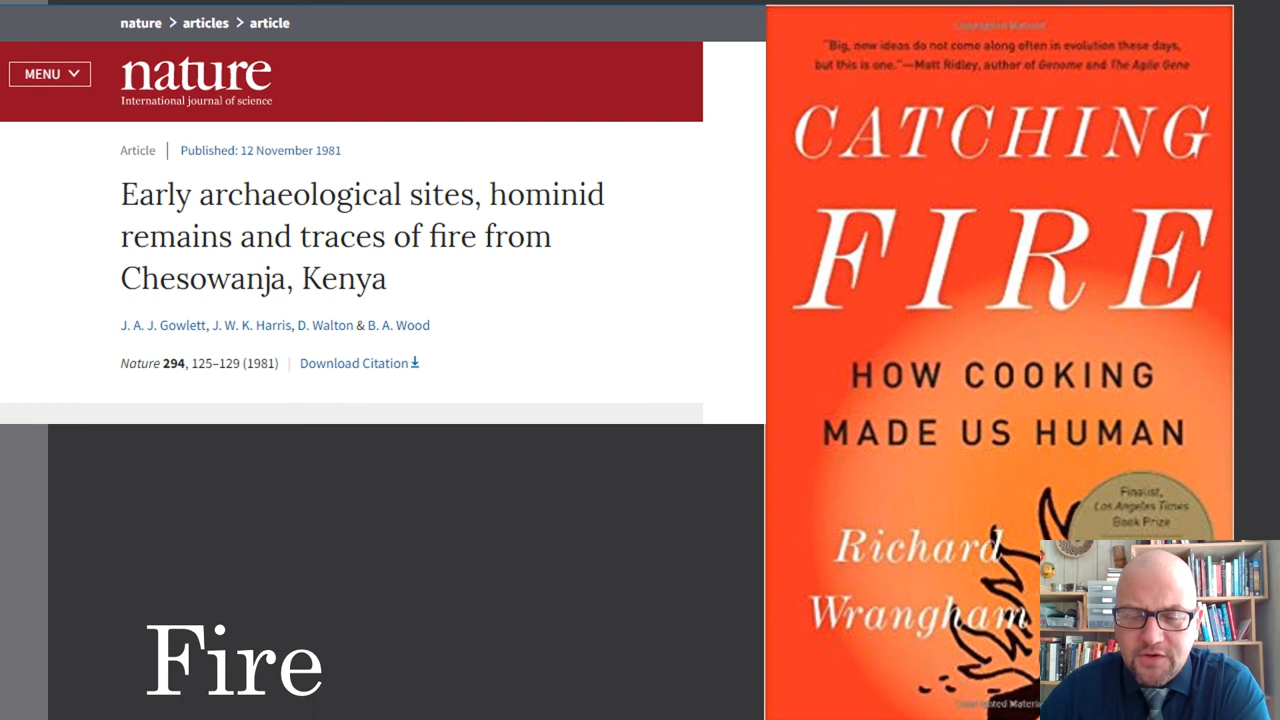 nature > articles > article
MENU
nature
International journal of science
Article | Published: 12 November 1981
Early archaeological sites, hominid
remains and traces of fire from
Chesowanja, Kenya
J. A. J. Gowlett, J. W. K. Harris, D. Walton & B. A. Wood
Nature 294, 125–129 (1981) | Download Citation
Fire
Copyrighted Material
"Big, new ideas do not come along often in evolution these days,
but this is one."—Matt Ridley, author of Genome and The Agile Gene
CATCHING
FIRE
HOW COOKING
MADE US HUMAN
Finalist,
Los Angeles Times
Book Prize
Richard
Wrangham